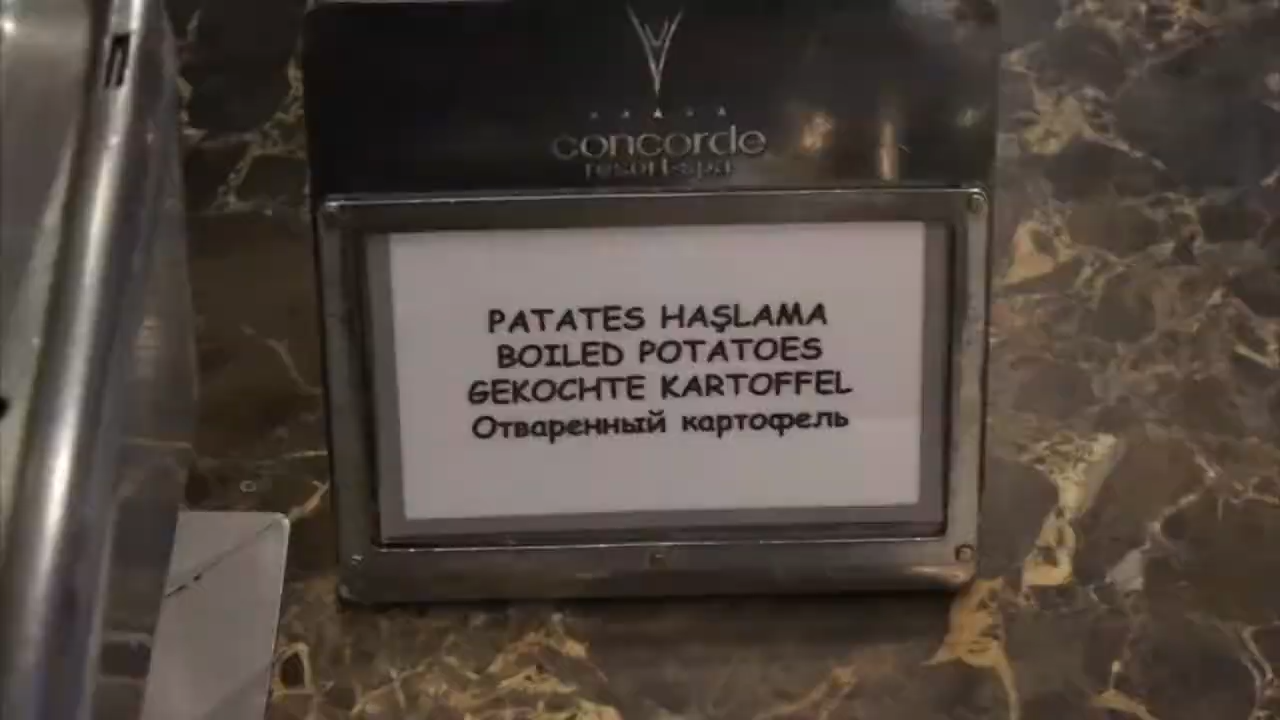 concorde
resort&spa
PATATES HAŞLAMA
BOILED POTATOES
GEKOCHTE KARTOFFEL
Отваренный картофель